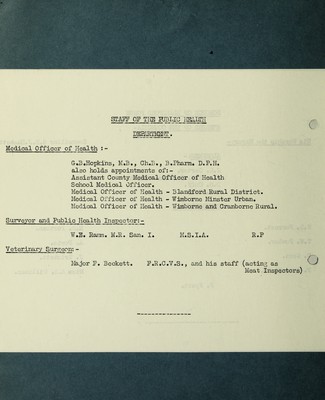 STAFF OF THE PUBLIC HEALTH
DEPARTMENT.
Medical Officer of Health :-
G.B.Hopkins, M.B., Ch.B., B.Pharm. D.P.H.
also holds appointments of:-
Assistant County Medical Officer of Health
School Medical Officer.
Medical Officer of Health - Blandford Rural District.
Medical Officer of Health - Wimborne Minster Urban.
Medical Officer of Health - Wimborne and Cranborne Rural.
Surveyor and Public Health Inspector:-
W.E. Rann. M.R. San. I. M.S.I.A. R.P
Veterinary Surgeon:-
Major P. Beckett. F.R.C.V.S., and his staff (acting as
Meat Inspectors)